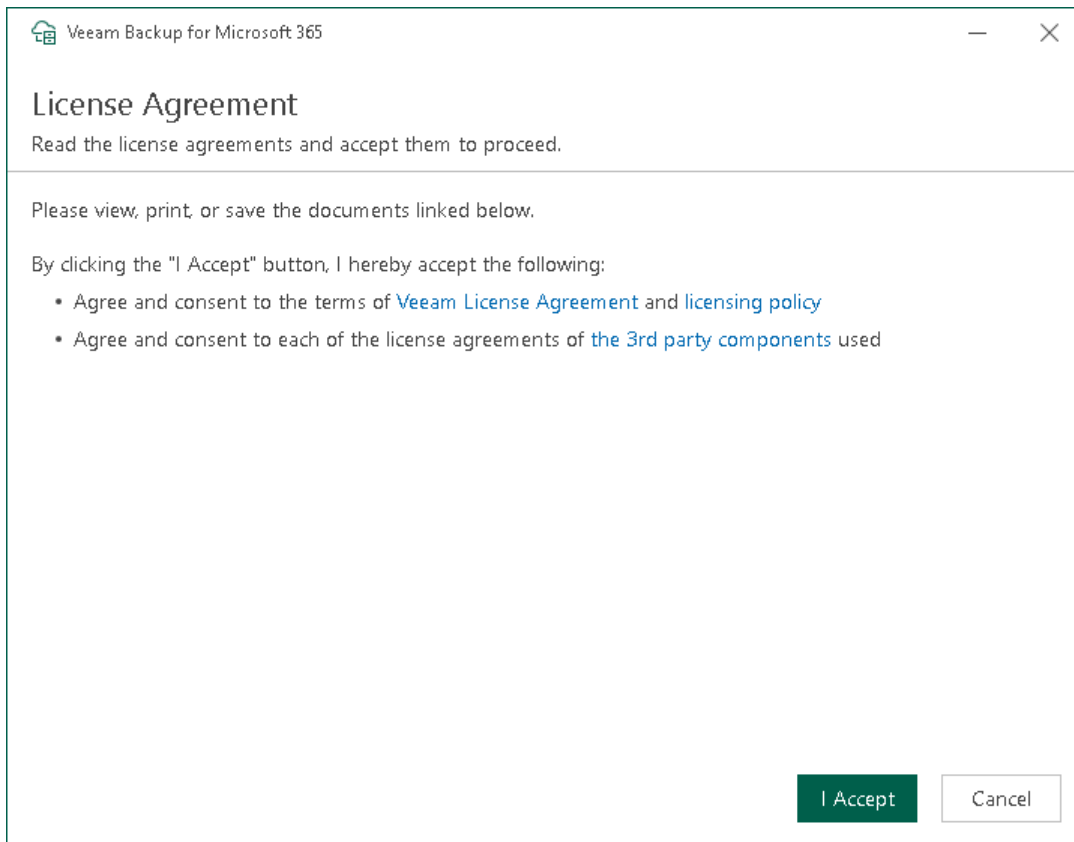 Veeam Backup for Microsoft 365
License Agreement
Read the license agreements and accept them to proceed.
Please view, print, or save the documents linked below.
By clicking the "I Accept" button, I hereby accept the following:
• Agree and consent to the terms of Veeam License Agreement and licensing policy
• Agree and consent to each of the license agreements of the 3rd party components used
I Accept Cancel